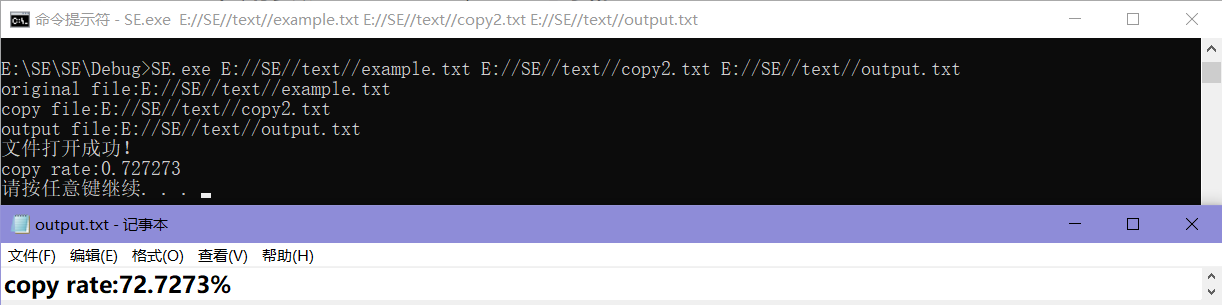 命令提示符 - SE.exe  E://SE//text//example.txt E://SE//text//copy2.txt E://SE//text//output.txt
E:\SE\SE\Debug>SE.exe E://SE//text//example.txt E://SE//text//copy2.txt E://SE//text//output.txt
original file:E://SE//text//example.txt
copy file:E://SE//text//copy2.txt
output file:E://SE//text//output.txt
文件打开成功!
copy rate:0.727273
请按任意键继续. . .
output.txt - 记事本
文件(F) 编辑(E) 格式(O) 查看(V) 帮助(H)
copy rate:72.7273%